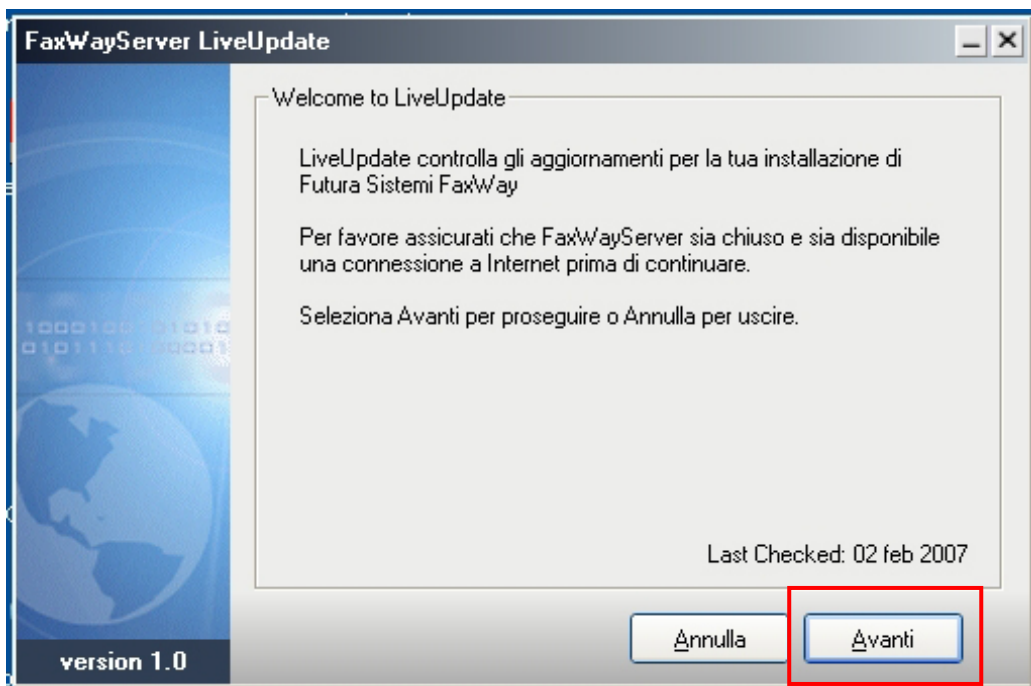 FaxWayServer LiveUpdate
Welcome to LiveUpdate
LiveUpdate controlla gli aggiornamenti per la tua installazione di
Futura Sistemi FaxWay
Per favore assicurati che FaxWayServer sia chiuso e sia disponibile
una connessione a Internet prima di continuare.
Seleziona Avanti per proseguire o Annulla per uscire.
Last Checked: 02 feb 2007
Annulla
Avanti
version 1.0